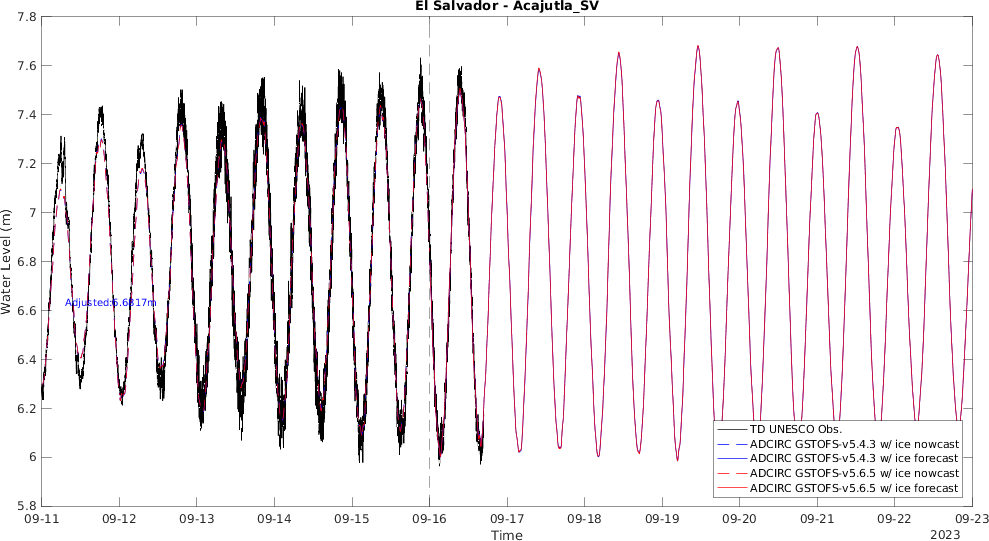 El Salvador - Acajutla_SV
7.8
7.6
7.4
7.2
7
6.8
6.6
6.4
6.2
6
5.8
Water Level (m)
Adjusted:6.6817m
TD UNESCO Obs.
ADCIRC GSTOFS-v5.4.3 w/ ice nowcast
ADCIRC GSTOFS-v5.4.3 w/ ice forecast
ADCIRC GSTOFS-v5.6.5 w/ ice nowcast
ADCIRC GSTOFS-v5.6.5 w/ ice forecast
09-11 09-12 09-13 09-14 09-15 09-16 09-17 09-18 09-19 09-20 09-21 09-22 09-23
Time
2023